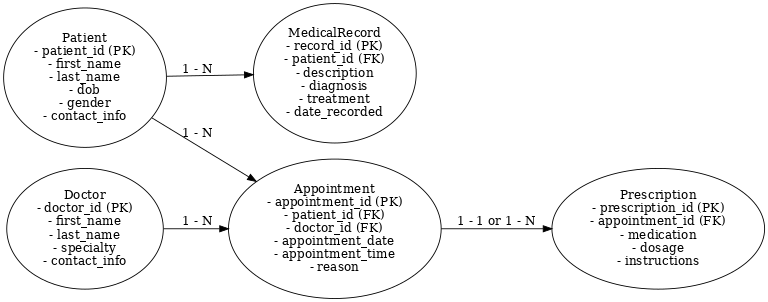 Patient
- patient_id (PK)
- first_name
- last_name
- dob
- gender
- contact_info
1 - N
MedicalRecord
- record_id (PK)
- patient_id (FK)
- description
- diagnosis
- treatment
- date_recorded
1 - N
Doctor
- doctor_id (PK)
- first_name
- last_name
- specialty
- contact_info
1 - N
Appointment
- appointment_id (PK)
- patient_id (FK)
- doctor_id (FK)
- appointment_date
- appointment_time
- reason
1 - 1 or 1 - N
Prescription
- prescription_id (PK)
- appointment_id (FK)
- medication
- dosage
- instructions